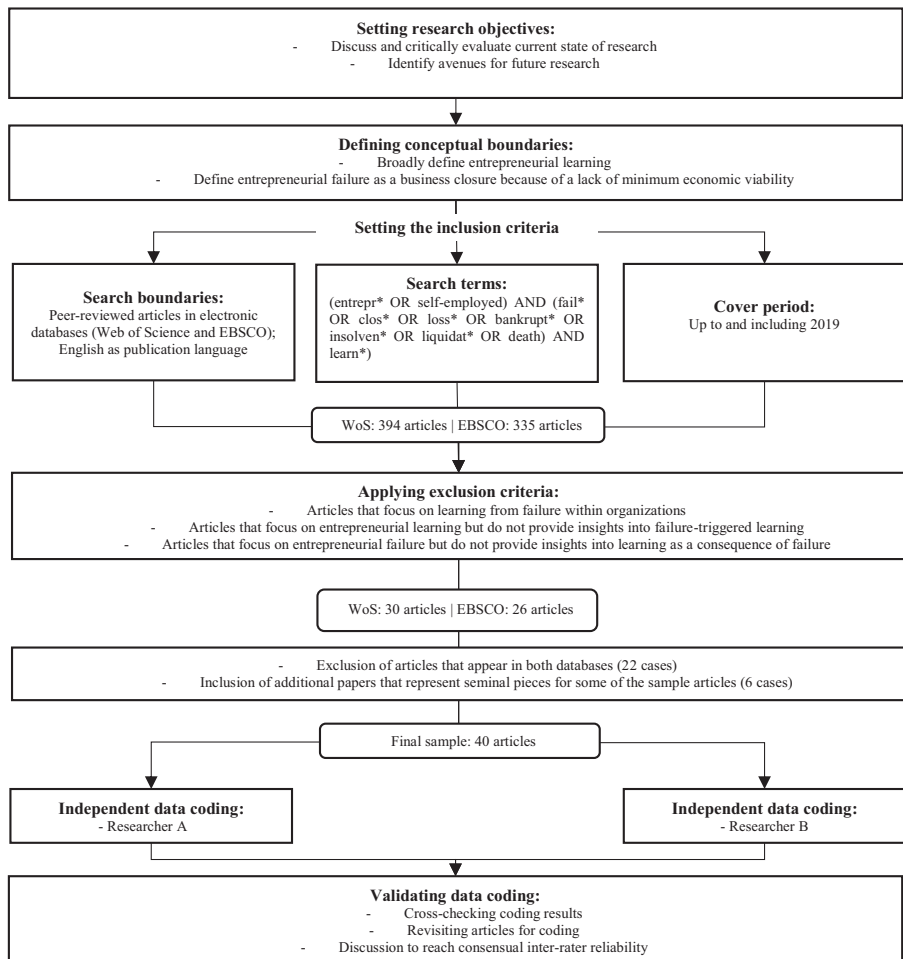 Setting research objectives:
- Discuss and critically evaluate current state of research
- Identify avenues for future research
Defining conceptual boundaries:
- Broadly define entrepreneurial learning
- Define entrepreneurial failure as a business closure because of a lack of minimum economic viability
Setting the inclusion criteria
Search boundaries:
Peer-reviewed articles in electronic
databases (Web of Science and EBSCO);
English as publication language
Search terms:
(entrepr* OR self-employed) AND (fail*
OR clos* OR loss* OR bankrupt* OR
insolven* OR liquidat* OR death) AND
learn*)
Cover period:
Up to and including 2019
WoS: 394 articles | EBSCO: 335 articles
Applying exclusion criteria:
- Articles that focus on learning from failure within organizations
- Articles that focus on entrepreneurial learning but do not provide insights into failure-triggered learning
- Articles that focus on entrepreneurial failure but do not provide insights into learning as a consequence of failure
WoS: 30 articles | EBSCO: 26 articles
- Exclusion of articles that appear in both databases (22 cases)
- Inclusion of additional papers that represent seminal pieces for some of the sample articles (6 cases)
Final sample: 40 articles
Independent data coding:
- Researcher A
Independent data coding:
- Researcher B
Validating data coding:
- Cross-checking coding results
- Revisiting articles for coding
- Discussion to reach consensual inter-rater reliability